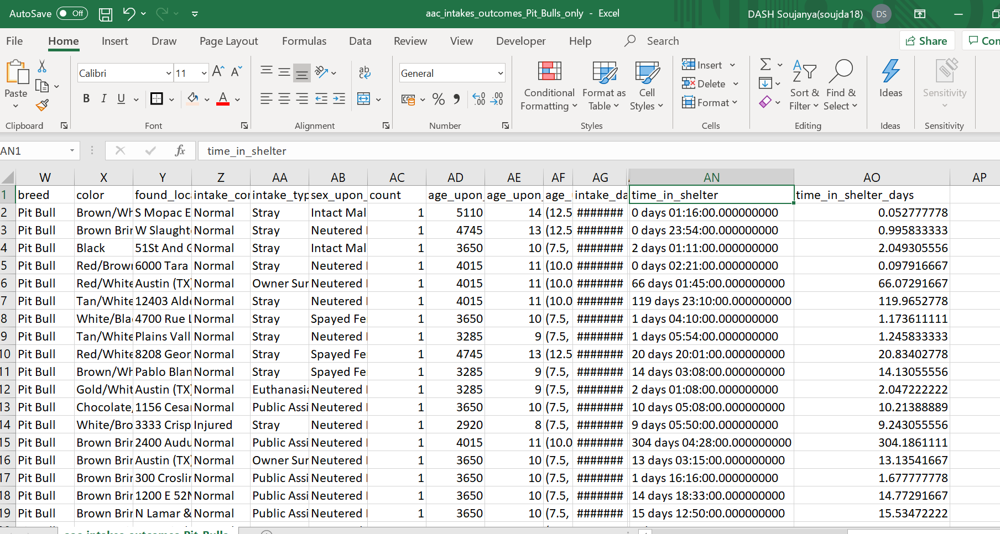 AutoSave Off aac_intakes_outcomes_Pit_Bulls_only - Excel DASH Soujanya(soujda18) DS
File Home Insert Draw Page Layout Formulas Data Review View Developer Help Search Share
Calibri 11 General Insert
Paste Conditional Formatting Format as Table Cell Styles Delete Sort & Filter Find & Select Ideas Sensitivity
B I U A % Format
Clipboard Font Alignment Number Styles Cells Editing Ideas Sensitivity
AN1 fx time_in_shelter
W X Y Z AA AB AC AD AE AF AG AN AO AP
1 breed color found_loc intake_cor intake_typ sex_upon_ count age_upon_ age_upon_ age_ intake_da time_in_shelter time_in_shelter_days
2 Pit Bull Brown/Wh S Mopac E Normal Stray Intact Mal 1 5110 14 (12.5 ####### 0 days 01:16:00.000000000 0.052777778
3 Pit Bull Brown Brin W Slaught Normal Stray Neutered 1 4745 13 (12.5 ####### 0 days 23:54:00.000000000 0.995833333
4 Pit Bull Black 51St And G Normal Stray Intact Mal 1 3650 10 (7.5, ####### 2 days 01:11:00.000000000 2.049305556
5 Pit Bull Red/Brown 6000 Tara Normal Stray Neutered 1 4015 11 (10.0 ####### 0 days 02:21:00.000000000 0.097916667
6 Pit Bull Red/White Austin (TX) Normal Owner Sur Neutered 1 4015 11 (10.0 ####### 66 days 01:45:00.000000000 66.07291667
7 Pit Bull Tan/White 12403 Alde Normal Stray Neutered 1 4015 11 (10.0 ####### 119 days 23:10:00.000000000 119.9652778
8 Pit Bull White/Bla 4700 Rue L Normal Stray Spayed Fe 1 3650 10 (7.5, ####### 1 days 04:10:00.000000000 1.173611111
9 Pit Bull Tan/White Plains Vall Normal Stray Neutered 1 3285 9 (7.5, ####### 1 days 05:54:00.000000000 1.245833333
10 Pit Bull Red/White 8208 Geor Normal Stray Spayed Fe 1 4745 13 (12.5 ####### 20 days 20:01:00.000000000 20.83402778
11 Pit Bull Brown/Wh Pablo Blan Normal Stray Spayed Fe 1 3285 9 (7.5, ####### 14 days 03:08:00.000000000 14.13055556
12 Pit Bull Gold/Whit Austin (TX) Normal Euthanasia Neutered 1 3285 9 (7.5, ####### 2 days 01:08:00.000000000 2.047222222
13 Pit Bull Chocolate/ 1156 Cesar Normal Public Assi Neutered 1 3650 10 (7.5, ####### 10 days 05:08:00.000000000 10.21388889
14 Pit Bull White/Bro 3333 Crisp Injured Stray Neutered 1 2920 8 (7.5, ####### 9 days 05:50:00.000000000 9.243055556
15 Pit Bull Brown Brin 2400 Audu Normal Public Assi Neutered 1 4015 11 (10.0 ####### 304 days 04:28:00.000000000 304.1861111
16 Pit Bull Brown Brin Austin (TX) Normal Owner Sur Neutered 1 3650 10 (7.5, ####### 13 days 03:15:00.000000000 13.13541667
17 Pit Bull Brown Brin 300 Croslin Normal Public Assi Neutered 1 3650 10 (7.5, ####### 1 days 16:16:00.000000000 1.677777778
18 Pit Bull Brown Brin 1200 E 52N Normal Public Assi Neutered 1 3650 10 (7.5, ####### 14 days 18:33:00.000000000 14.77291667
19 Pit Bull Brown Brin N Lamar & Normal Public Assi Neutered 1 3650 10 (7.5, ####### 15 days 12:50:00.000000000 15.53472222